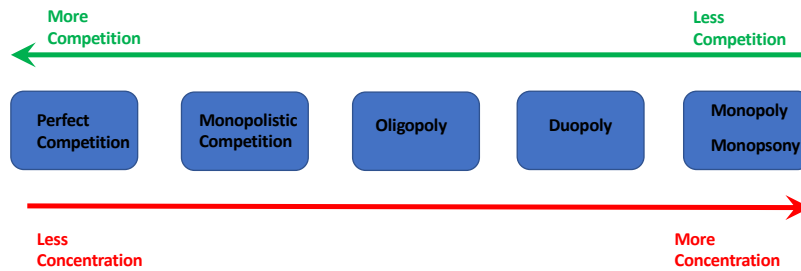 More
Competition
Less
Competition
Perfect
Competition
Monopolistic
Competition
Oligopoly
Duopoly
Monopoly
Monopsony
Less
Concentration
More
Concentration